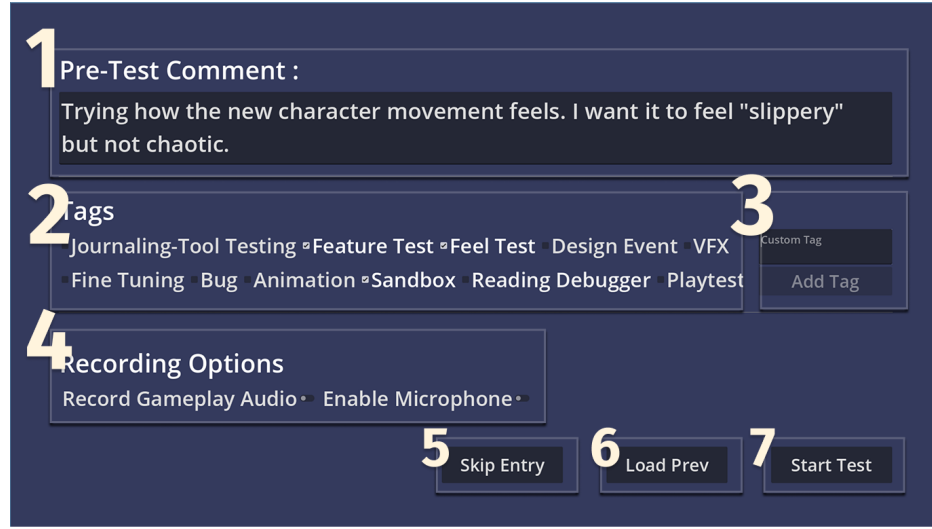 1
Pre-Test Comment :
Trying how the new character movement feels. I want it to feel "slippery"
but not chaotic.
2
Tags
3
Journaling-Tool Testing Feature Test Feel Test Design Event VFX
Custom Tag
Fine Tuning Bug Animation Sandbox Reading Debugger Playtest
Add Tag
4
Recording Options
Record Gameplay Audio Enable Microphone
5 Skip Entry
6 Load Prev
7 Start Test